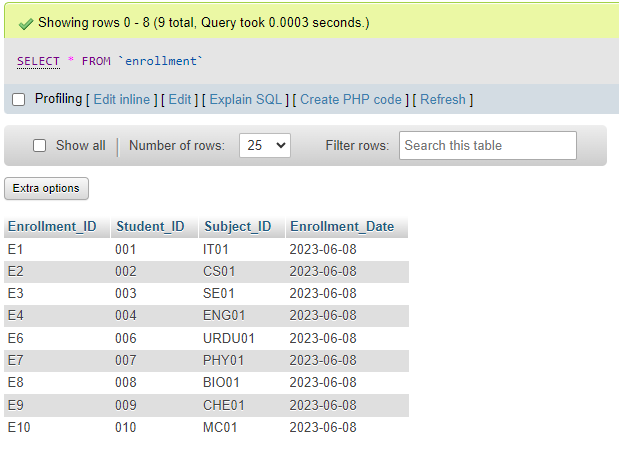 Showing rows 0 - 8 (9 total, Query took 0.0003 seconds.)
SELECT * FROM `enrollment`
Profiling [ Edit inline ] [ Edit ] [ Explain SQL ] [ Create PHP code ] [ Refresh ]
Show all Number of rows: 25 Filter rows: Search this table
Extra options
Enrollment_ID Student_ID Subject_ID Enrollment_Date
E1 001 IT01 2023-06-08
E2 002 CS01 2023-06-08
E3 003 SE01 2023-06-08
E4 004 ENG01 2023-06-08
E6 006 URDU01 2023-06-08
E7 007 PHY01 2023-06-08
E8 008 BIO01 2023-06-08
E9 009 CHE01 2023-06-08
E10 010 MC01 2023-06-08